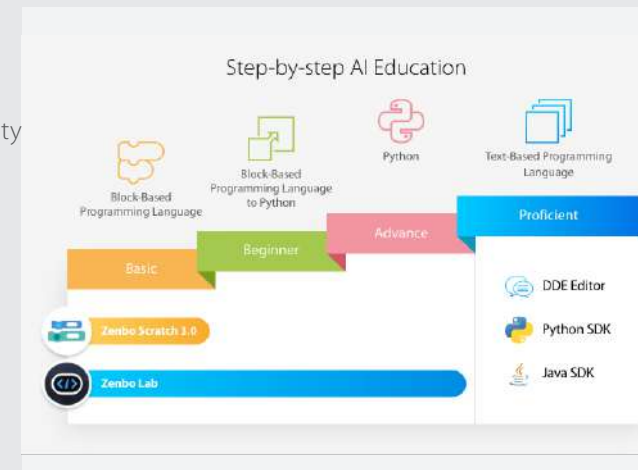 Step-by-step AI Education
ty
Block-Based
Programming Language
Block-Based
Programming Language
to Python
Python
Text-Based Programming
Language
Basic
Beginner
Advance
Proficient
Zenbo Scratch 3.0
Zenbo Lab
DDE Editor
Python SDK
Java SDK